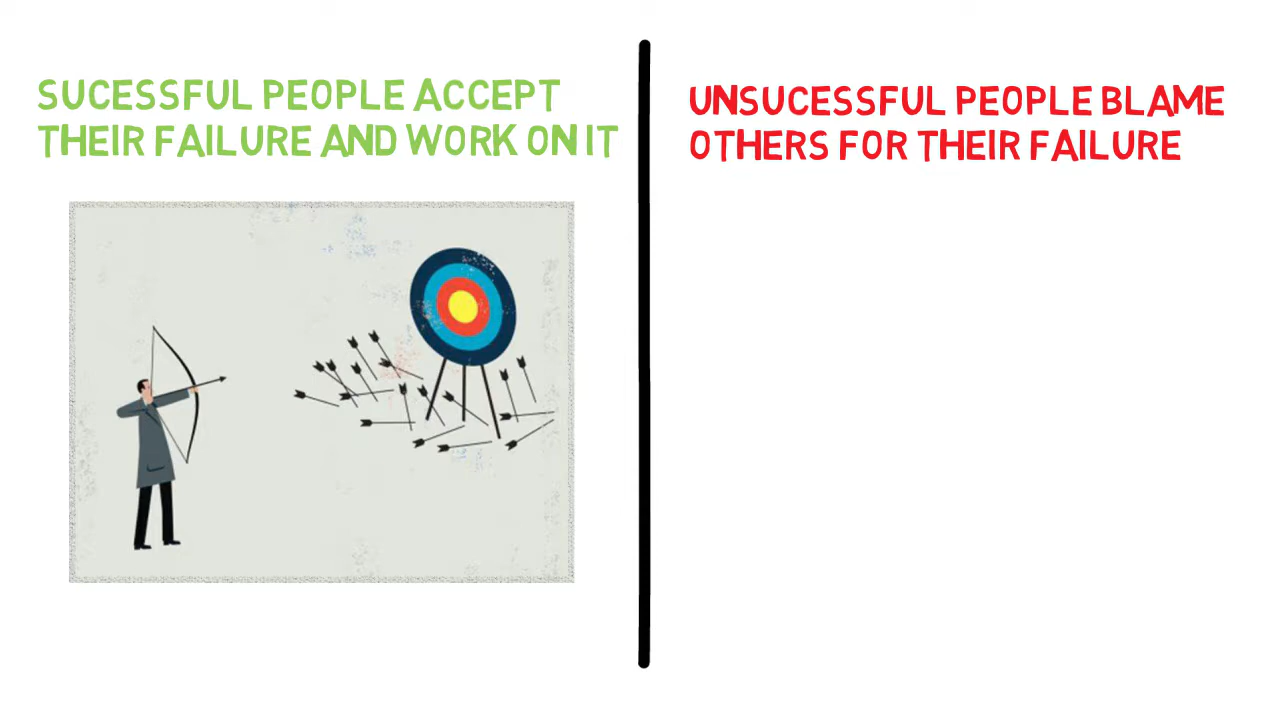 SUCESSFUL PEOPLE ACCEPT
THEIR FAILURE AND WORK ON IT
UNSUCESSFUL PEOPLE BLAME
OTHERS FOR THEIR FAILURE